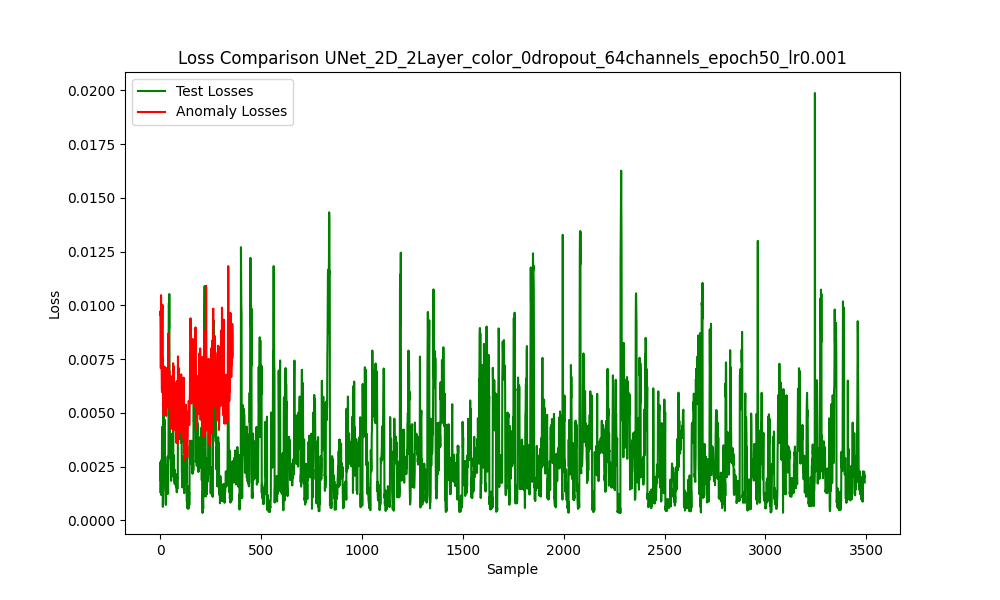 Loss Comparison UNet_2D_2Layer_color_0dropout_64channels_epoch50_lr0.001
Test Losses
Anomaly Losses
0.0200
0.0175
0.0150
0.0125
0.0100
0.0075
0.0050
0.0025
0.0000
Loss
0 500 1000 1500 2000 2500 3000 3500
Sample